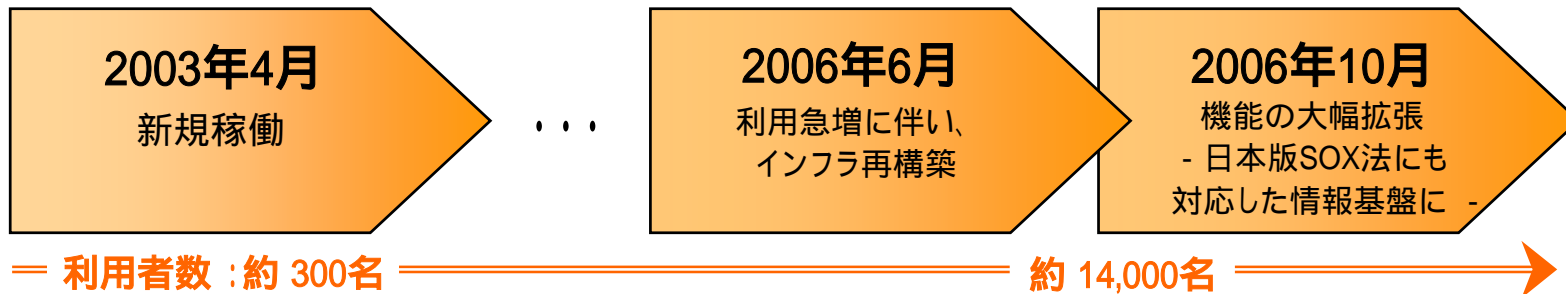 2003年4月
新規稼働
・・・
2006年6月
利用急増に伴い、
インフラ再構築
2006年10月
機能の大幅拡張
- 日本版SOX法にも
対応した情報基盤に -
利用者数 : 約 300名
約 14,000名